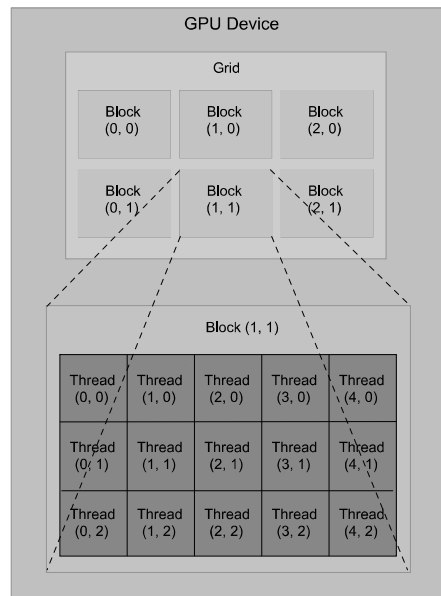 GPU Device
Grid
Block Block Block
(0, 0) (1, 0) (2, 0)
Block Block Block
(0, 1) (1, 1) (2, 1)
Block (1, 1)
Thread Thread Thread Thread Thread
(0, 0) (1, 0) (2, 0) (3, 0) (4, 0)
Thread Thread Thread Thread Thread
(0, 1) (1, 1) (2, 1) (3, 1) (4, 1)
Thread Thread Thread Thread Thread
(0, 2) (1, 2) (2, 2) (3, 2) (4, 2)